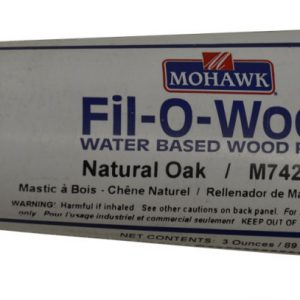 MOHAWK
Fil-O-Woo
WATER BASED WOOD
Natural Oak / M742
Mastic à Bois - Chêne Naturel / Rellenador de Ma
WARNING: Harmful if inhaled See other cautions on back panel. For
only. Pour l'usage industriel et commercial seulement. KEEP OUT OF
NET CONTENTS: 3 Ounces / 89